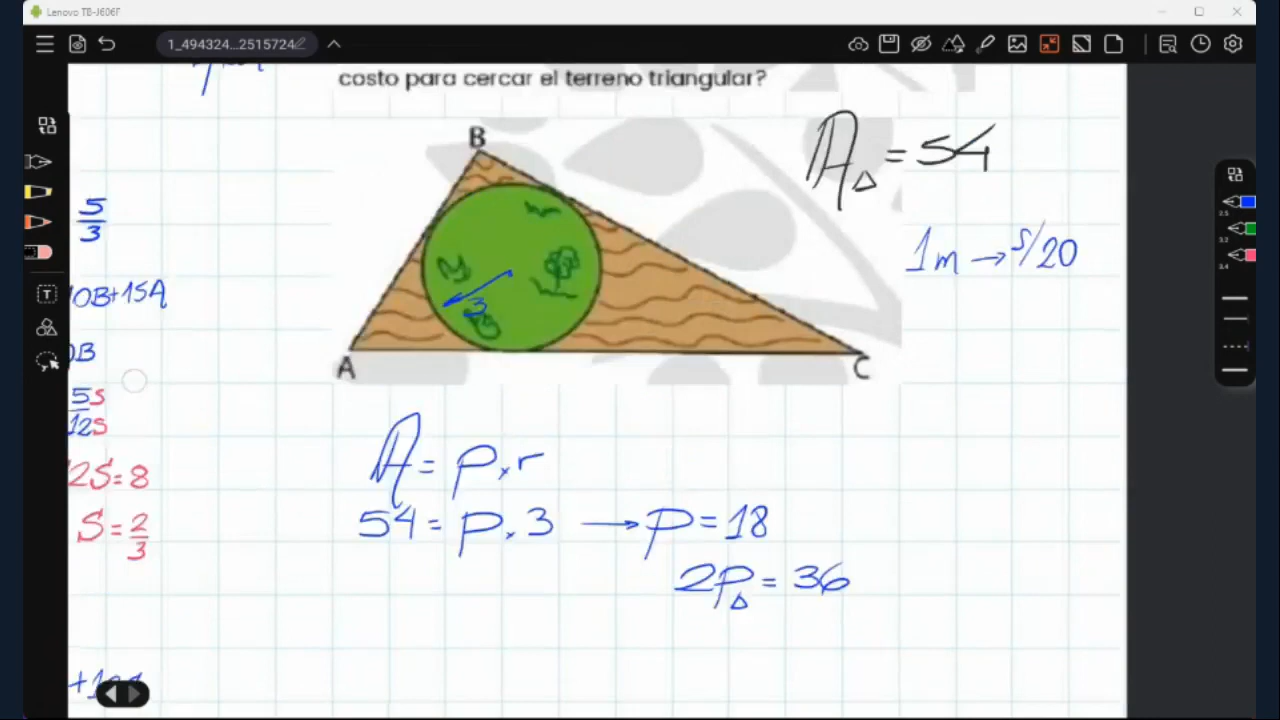 Lenovo TB-J606F
1_494324...2515724
costo para cercar el terreno triangular?
B
A
C
3
𝔸△ = 54
1m → S/20
5/3
0B+15A
5s
12s
2S = 8
S = 2/3
𝔸 = p × r
54 = p × 3 → p = 18
2p△ = 36